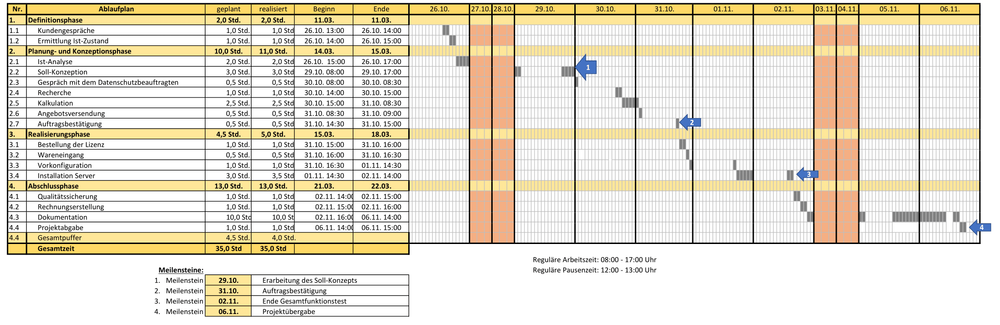 Nr. Ablaufplan geplant realisiert Beginn Ende 26.10. 27.10. 28.10. 29.10. 30.10. 31.10. 01.11. 02.11. 03.11. 04.11. 05.11. 06.11.
1. Definitionsphase 2,0 Std. 2,0 Std. 11.03. 11.03.
1.1 Kundengespräche 1,0 Std. 1,0 Std 26.10. 13:00 26.10. 14:00
1.2 Ermittlung Ist-Zustand 1,0 Std. 1,0 Std 26.10. 14:00 26.10. 15:00
2. Planung- und Konzeptionsphase 10,0 Std. 11,0 Std. 14.03. 15.03.
2.1 Ist-Analyse 2,0 Std. 2,0 Std 26.10. 15:00 26.10. 17:00
1
2.2 Soll-Konzeption 3,0 Std. 3,0 Std 29.10. 08:00 29.10. 17:00
2.3 Gespräch mit dem Datenschutzbeauftragten 0,5 Std. 0,5 Std 30.10. 08:00 30.10. 08:30
2.4 Recherche 1,0 Std. 1,0 Std 30.10. 14:00 30.10. 15:00
2.5 Kalkulation 2,5 Std. 2,5 Std 30.10. 15:00 31.10. 08:30
2.6 Angebotsversendung 0,5 Std. 0,5 Std 31.10. 08:30 31.10. 09:00
2.7 Auftragsbestätigung 0,5 Std. 0,5 Std 31.10. 14:30 31.10. 15:00 2
3. Realisierungsphase 4,5 Std. 5,0 Std. 15.03. 18.03.
3.1 Bestellung der Lizenz 1,0 Std. 1,0 Std 31.10. 15:00 31.10. 16:00
3.2 Wareneingang 0,5 Std. 0,5 Std 31.10. 16:00 31.10. 16:30
3.3 Vorkonfiguration 1,0 Std. 1,0 Std 31.10. 16:30 01.11. 14:30
3.4 Installation Server 3,0 Std. 3,5 Std 01.11. 14:30 02.11. 14:00 3
4. Abschlussphase 13,0 Std. 13,0 Std. 21.03. 22.03.
4.1 Qualitätssicherung 1,0 Std. 1,0 Std 02.11. 14:00 02.11. 15:00
4.2 Rechnungserstellung 1,0 Std. 1,0 Std 02.11. 15:00 02.11. 16:00
4.3 Dokumentation 10,0 Std 10,0 St 02.11. 16:00 06.11. 14:00
4.4 Projektabgabe 1,0 Std. 1,0 Std 06.11. 14:00 06.11. 15:00 4
4.4 Gesamtpuffer 4,5 Std. 4,0 Std.
Gesamtzeit 35,0 Std 35,0 Std
Reguläre Arbeitszeit: 08:00 - 17:00 Uhr
Reguläre Pausenzeit: 12:00 - 13:00 Uhr
Meilensteine:
1. Meilenstein 29.10. Erarbeitung des Soll-Konzepts
2. Meilenstein 31.10. Auftragsbestätigung
3. Meilenstein 02.11. Ende Gesamtfunktionstest
4. Meilenstein 06.11. Projektübergabe